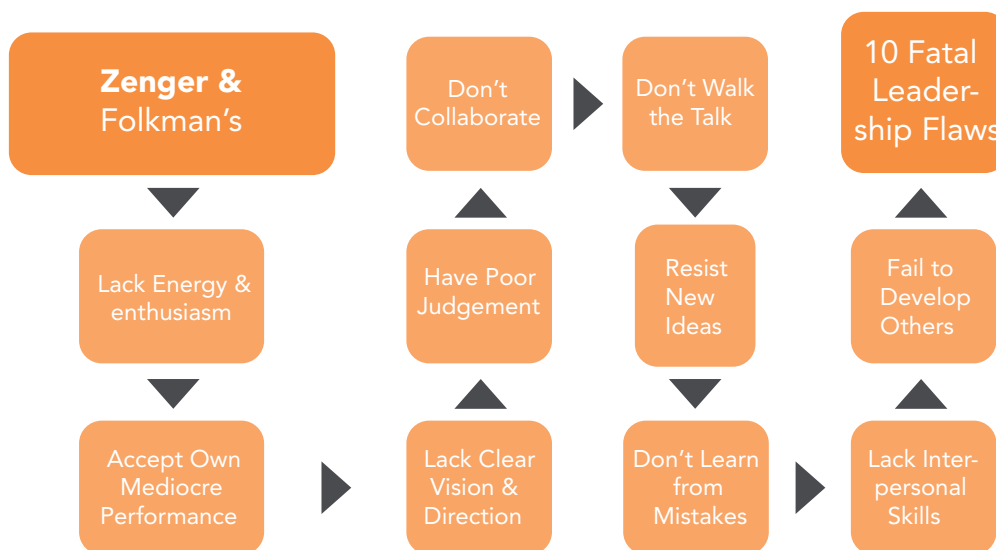 Zenger &
Folkman's
Lack Energy &
enthusiasm
Accept Own
Mediocre
Performance
Lack Clear
Vision &
Direction
Have Poor
Judgement
Don't
Collaborate
Don't Walk
the Talk
Resist
New
Ideas
Don't Learn
from
Mistakes
Lack Inter-
personal
Skills
Fail to
Develop
Others
10 Fatal
Leader-
ship Flaws